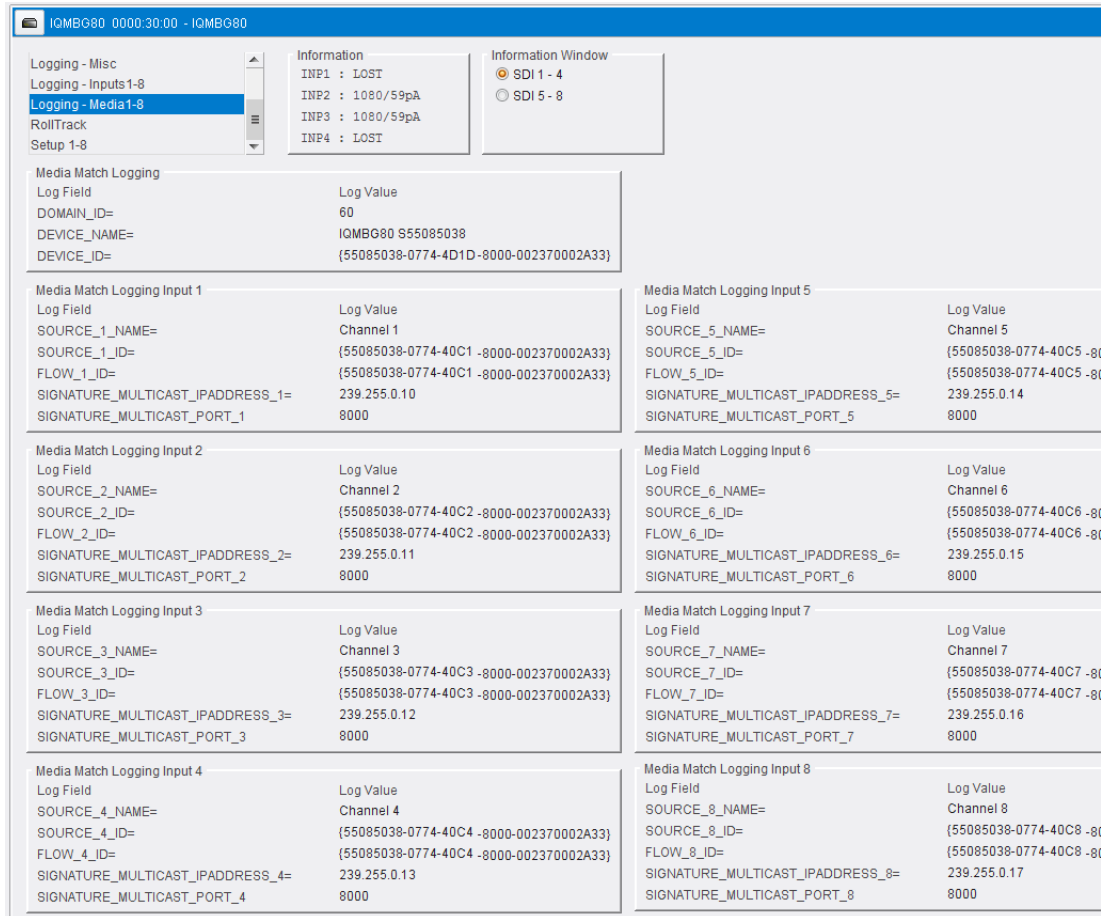 IQMBG80 0000:30:00 - IQMBG80
Logging - Misc
Logging - Inputs1-8
Logging - Media1-8
RollTrack
Setup 1-8
Information
INP1 : LOST
INP2 : 1080/59pA
INP3 : 1080/59pA
INP4 : LOST
Information Window
SDI 1 - 4
SDI 5 - 8
Media Match Logging
Log Field Log Value
DOMAIN_ID= 60
DEVICE_NAME= IQMBG80 S55085038
DEVICE_ID= {55085038-0774-4D1D-8000-002370002A33}
Media Match Logging Input 1
Log Field Log Value
SOURCE_1_NAME= Channel 1
SOURCE_1_ID= {55085038-0774-40C1 -8000-002370002A33}
FLOW_1_ID= {55085038-0774-40C1 -8000-002370002A33}
SIGNATURE_MULTICAST_IPADDRESS_1= 239.255.0.10
SIGNATURE_MULTICAST_PORT_1 8000
Media Match Logging Input 2
Log Field Log Value
SOURCE_2_NAME= Channel 2
SOURCE_2_ID= {55085038-0774-40C2 -8000-002370002A33}
FLOW_2_ID= {55085038-0774-40C2 -8000-002370002A33}
SIGNATURE_MULTICAST_IPADDRESS_2= 239.255.0.11
SIGNATURE_MULTICAST_PORT_2 8000
Media Match Logging Input 3
Log Field Log Value
SOURCE_3_NAME= Channel 3
SOURCE_3_ID= {55085038-0774-40C3 -8000-002370002A33}
FLOW_3_ID= {55085038-0774-40C3 -8000-002370002A33}
SIGNATURE_MULTICAST_IPADDRESS_3= 239.255.0.12
SIGNATURE_MULTICAST_PORT_3 8000
Media Match Logging Input 4
Log Field Log Value
SOURCE_4_NAME= Channel 4
SOURCE_4_ID= {55085038-0774-40C4 -8000-002370002A33}
FLOW_4_ID= {55085038-0774-40C4 -8000-002370002A33}
SIGNATURE_MULTICAST_IPADDRESS_4= 239.255.0.13
SIGNATURE_MULTICAST_PORT_4 8000
Media Match Logging Input 5
Log Field Log Value
SOURCE_5_NAME= Channel 5
SOURCE_5_ID= {55085038-0774-40C5 -80
FLOW_5_ID= {55085038-0774-40C5 -80
SIGNATURE_MULTICAST_IPADDRESS_5= 239.255.0.14
SIGNATURE_MULTICAST_PORT_5 8000
Media Match Logging Input 6
Log Field Log Value
SOURCE_6_NAME= Channel 6
SOURCE_6_ID= {55085038-0774-40C6 -80
FLOW_6_ID= {55085038-0774-40C6 -80
SIGNATURE_MULTICAST_IPADDRESS_6= 239.255.0.15
SIGNATURE_MULTICAST_PORT_6 8000
Media Match Logging Input 7
Log Field Log Value
SOURCE_7_NAME= Channel 7
SOURCE_7_ID= {55085038-0774-40C7 -80
FLOW_7_ID= {55085038-0774-40C7 -80
SIGNATURE_MULTICAST_IPADDRESS_7= 239.255.0.16
SIGNATURE_MULTICAST_PORT_7 8000
Media Match Logging Input 8
Log Field Log Value
SOURCE_8_NAME= Channel 8
SOURCE_8_ID= {55085038-0774-40C8 -80
FLOW_8_ID= {55085038-0774-40C8 -80
SIGNATURE_MULTICAST_IPADDRESS_8= 239.255.0.17
SIGNATURE_MULTICAST_PORT_8 8000